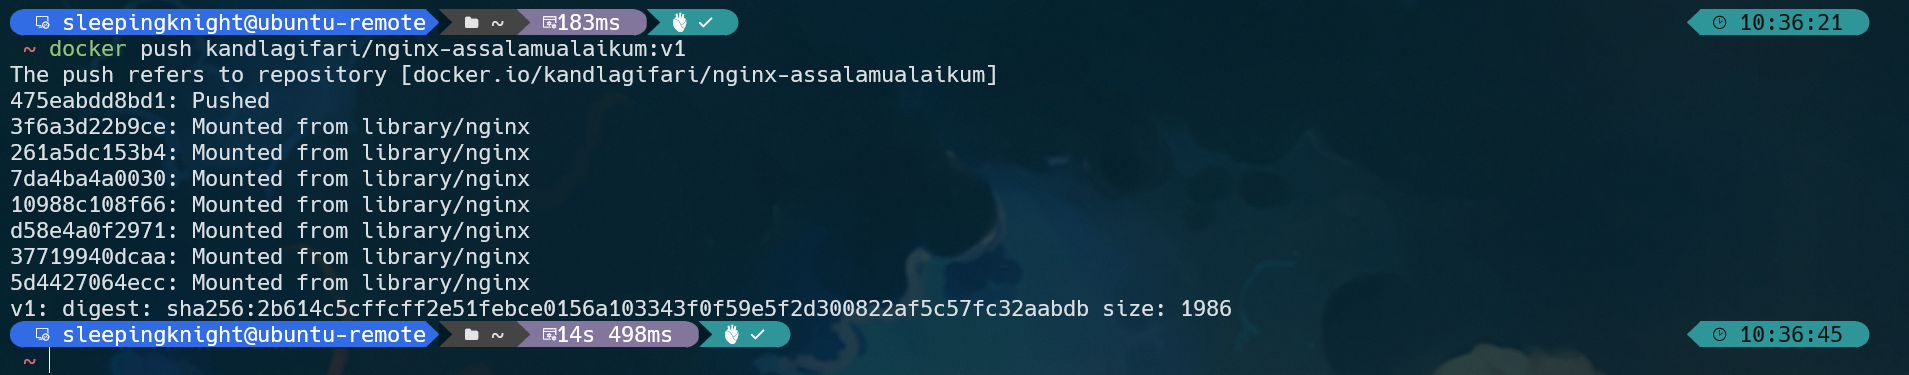 sleepingknight@ubuntu-remote ~ 183ms 10:36:21
~ docker push kandlagifari/nginx-assalamualaikum:v1
The push refers to repository [docker.io/kandlagifari/nginx-assalamualaikum]
475eabdd8bd1: Pushed
3f6a3d22b9ce: Mounted from library/nginx
261a5dc153b4: Mounted from library/nginx
7da4ba4a0030: Mounted from library/nginx
10988c108f66: Mounted from library/nginx
d58e4a0f2971: Mounted from library/nginx
37719940dcaa: Mounted from library/nginx
5d4427064ecc: Mounted from library/nginx
v1: digest: sha256:2b614c5cffcff2e51febce0156a103343f0f59e5f2d300822af5c57fc32aabdb size: 1986
sleepingknight@ubuntu-remote ~ 14s 498ms 10:36:45
~